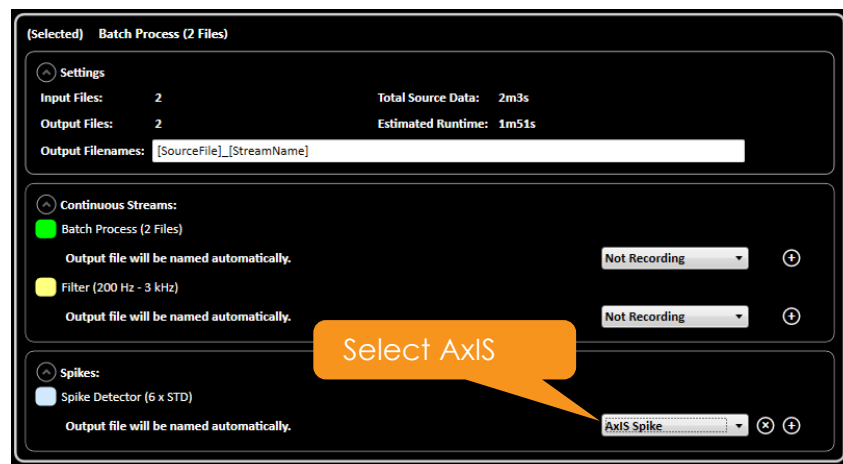 (Selected) Batch Process (2 Files)
Settings
Input Files: 2 Total Source Data: 2m3s
Output Files: 2 Estimated Runtime: 1m51s
Output Filenames: [SourceFile]_[StreamName]
Continuous Streams:
Batch Process (2 Files)
Output file will be named automatically. Not Recording
Filter (200 Hz - 3 kHz)
Output file will be named automatically. Not Recording
Select AxIS
Spikes:
Spike Detector (6 x STD)
Output file will be named automatically. AxIS Spike